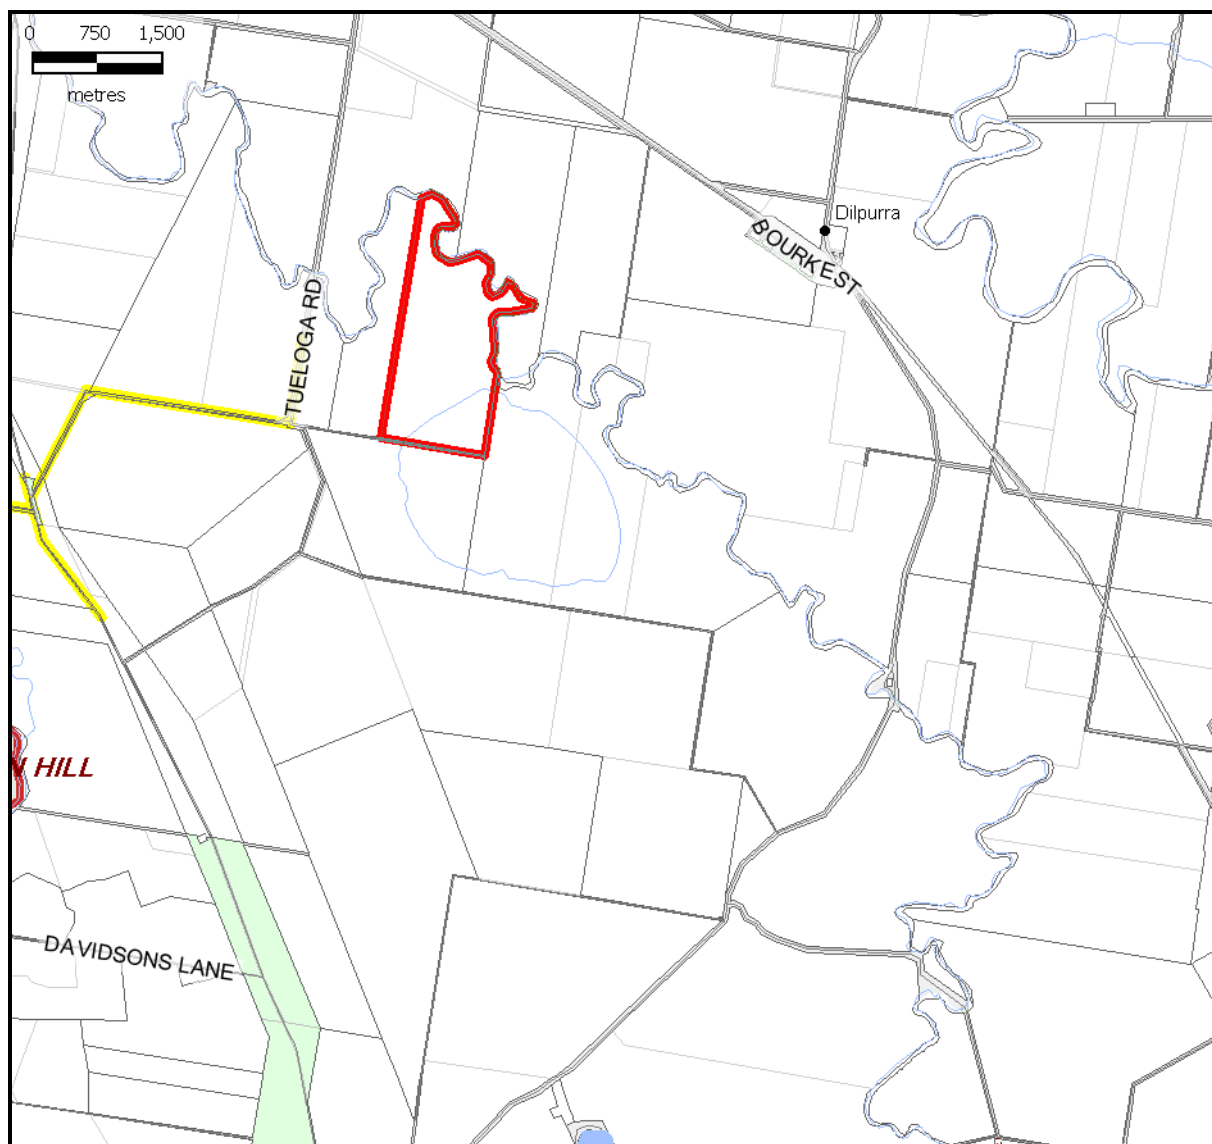 0 750 1,500
metres
Dilpurra
BOURKE ST
TUELOGA RD
N HILL
DAVIDSONS LANE